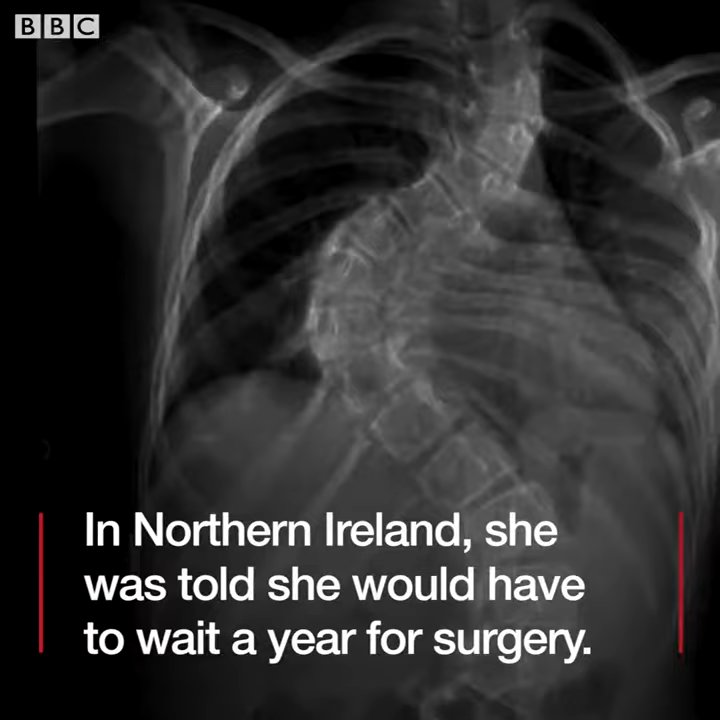 BBC
In Northern Ireland, she
was told she would have
to wait a year for surgery.